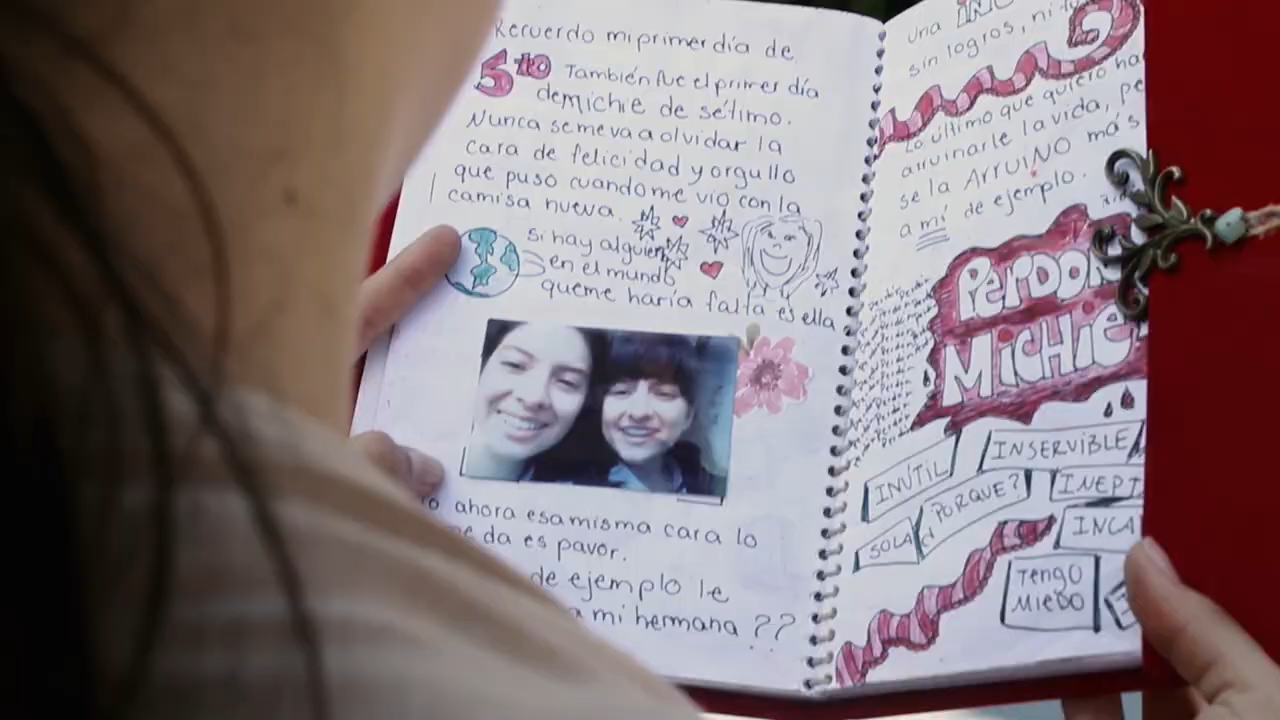 Recuerdo mi primer día de
5to También fue el primer día
de michie de sétimo.
Nunca se me va a olvidar la
cara de felicidad y orgullo
que puso cuando me vio con la
camisa nueva.
si hay alguien
en el mundo
que me haría falta es ella
ahora esa misma cara lo
da es pavor.
de ejemplo le
a mi hermana ??
una
sin logros, ni
Lo último que quiero
arruinarle la vida, pe
se la ARRUINO más
a mí de ejemplo.
PERDON
MICHIE
INÚTIL
INSERVIBLE
PORQUE?
INEPT
SOLA
INCA
TENGO
MIEDO